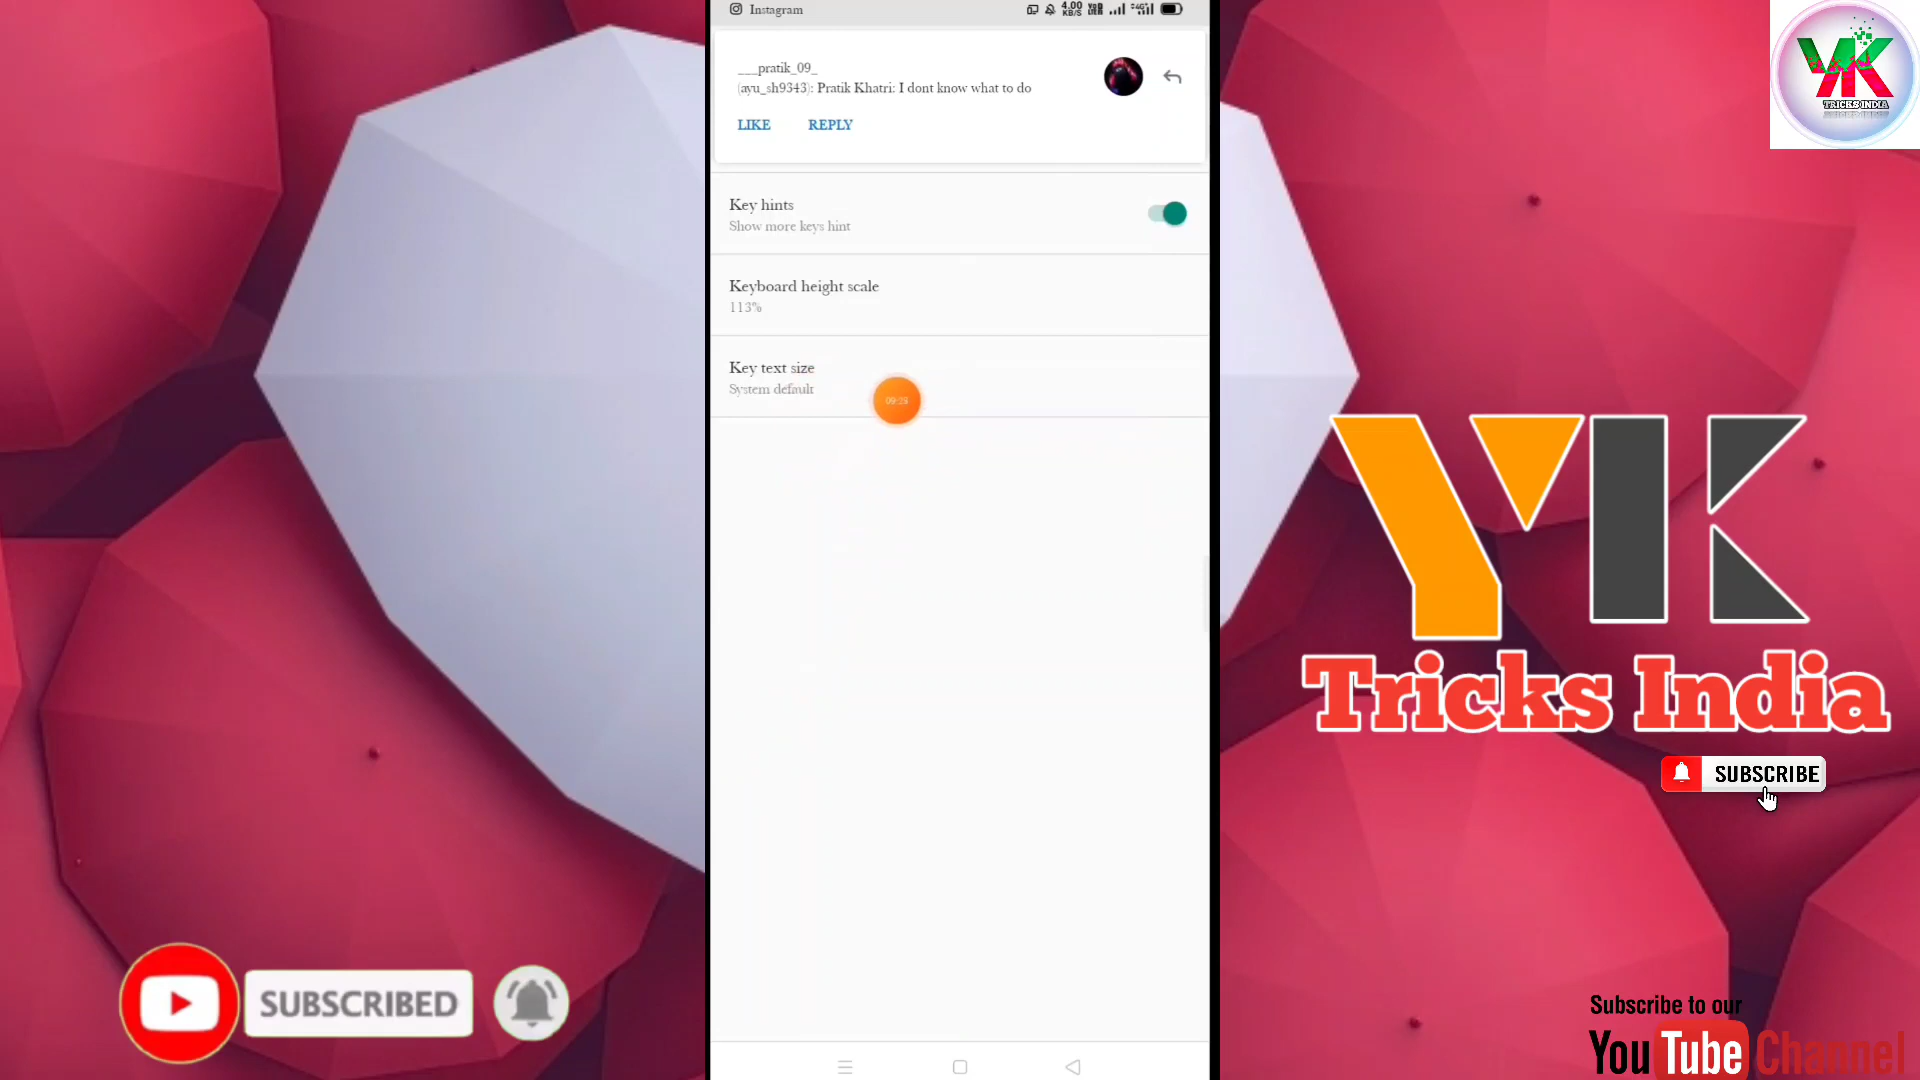 Instagram
4.00
KB/S
___pratik_09_
(ayu_sh9343): Pratik Khatri: I dont know what to do
LIKE REPLY
Key hints
Show more keys hint
Keyboard height scale
113%
Key text size
System default
TRICKS INDIA
YK
Tricks India
SUBSCRIBE
SUBSCRIBED
Subscribe to our
YouTube Channel